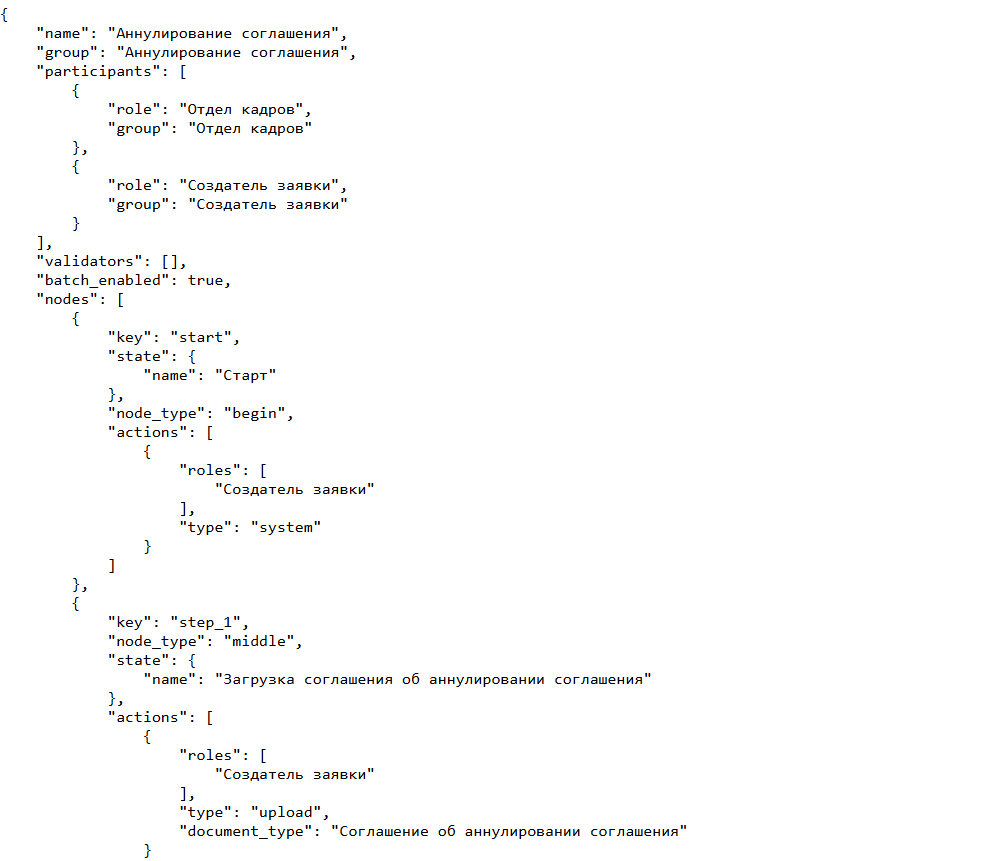 {
    "name": "Аннулирование соглашения",
    "group": "Аннулирование соглашения",
    "participants": [
        {
            "role": "Отдел кадров",
            "group": "Отдел кадров"
        },
        {
            "role": "Создатель заявки",
            "group": "Создатель заявки"
        }
    ],
    "validators": [],
    "batch_enabled": true,
    "nodes": [
        {
            "key": "start",
            "state": {
                "name": "Старт"
            },
            "node_type": "begin",
            "actions": [
                {
                    "roles": [
                        "Создатель заявки"
                    ],
                    "type": "system"
                }
            ]
        },
        {
            "key": "step_1",
            "node_type": "middle",
            "state": {
                "name": "Загрузка соглашения об аннулировании соглашения"
            },
            "actions": [
                {
                    "roles": [
                        "Создатель заявки"
                    ],
                    "type": "upload",
                    "document_type": "Соглашение об аннулировании соглашения"
                }